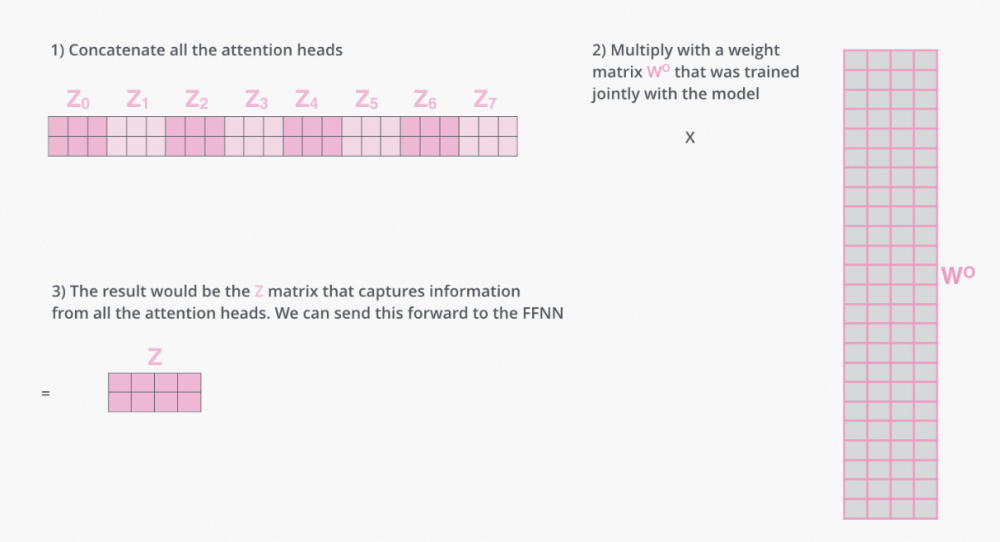 1) Concatenate all the attention heads
Z0 Z1 Z2 Z3 Z4 Z5 Z6 Z7
2) Multiply with a weight
matrix WO that was trained
jointly with the model
X
WO
3) The result would be the Z matrix that captures information
from all the attention heads. We can send this forward to the FFNN
Z
=